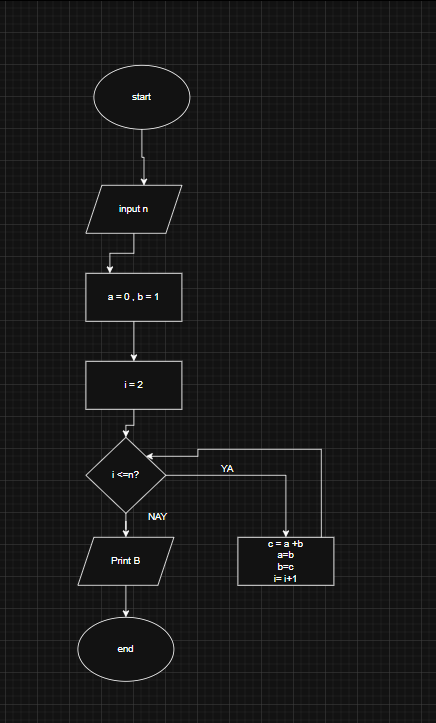 start
input n
a = 0 , b = 1
i = 2
i <=n?
YA
NAY
c = a +b
a=b
b=c
i= i+1
Print B
end